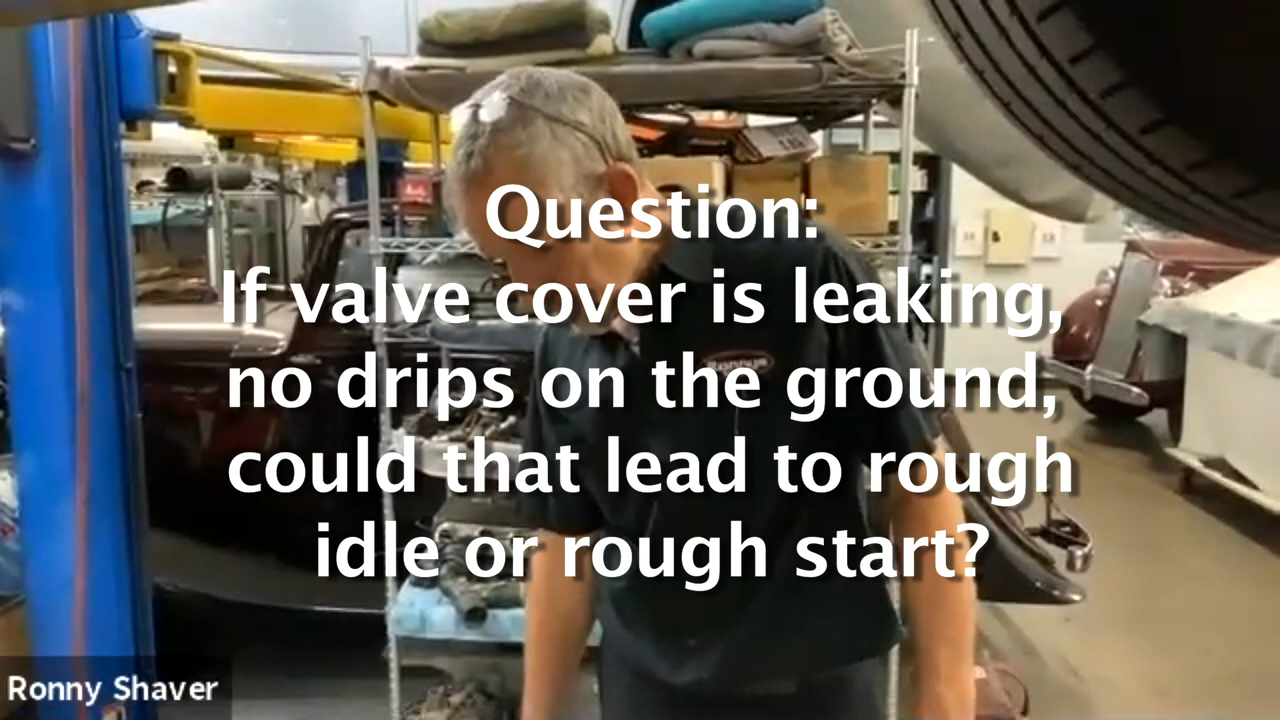 Question:
If valve cover is leaking,
no drips on the ground,
could that lead to rough
idle or rough start?
Ronny Shaver